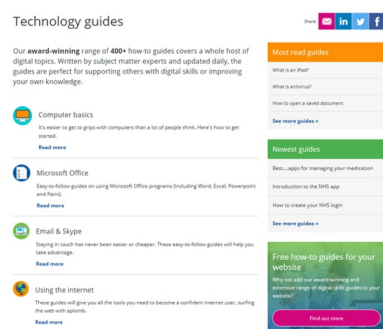 Technology guides
Share
Our award-winning range of 400+ how-to guides covers a whole host of
digital topics. Written by subject matter experts and updated daily, the
guides are perfect for supporting others with digital skills or improving
your own knowledge.
Computer basics
It's easier to get to grips with computers than a lot of people think. Here's how to get
started.
Read more
Microsoft Office
Easy-to-follow guides on using Microsoft Office programs (including Word, Excel, Powerpoint
and Paint).
Read more
Email & Skype
Staying in touch has never been easier or cheaper. These easy-to-follow guides will help you
take advantage.
Read more
Using the internet
These guides will give you all the tools you need to become a confident internet user, surfing
the web with aplomb.
Read more
Most read guides
What is an iPad?
What is antivirus?
How to open a saved document
See more guides »
Newest guides
Best....apps for managing your medication
Introduction to the NHS app
How to create your NHS login
See more guides »
Free how-to guides for your
website
Why not add our award-winning and
extensive range of digital skills guides to your
website?
Find out more